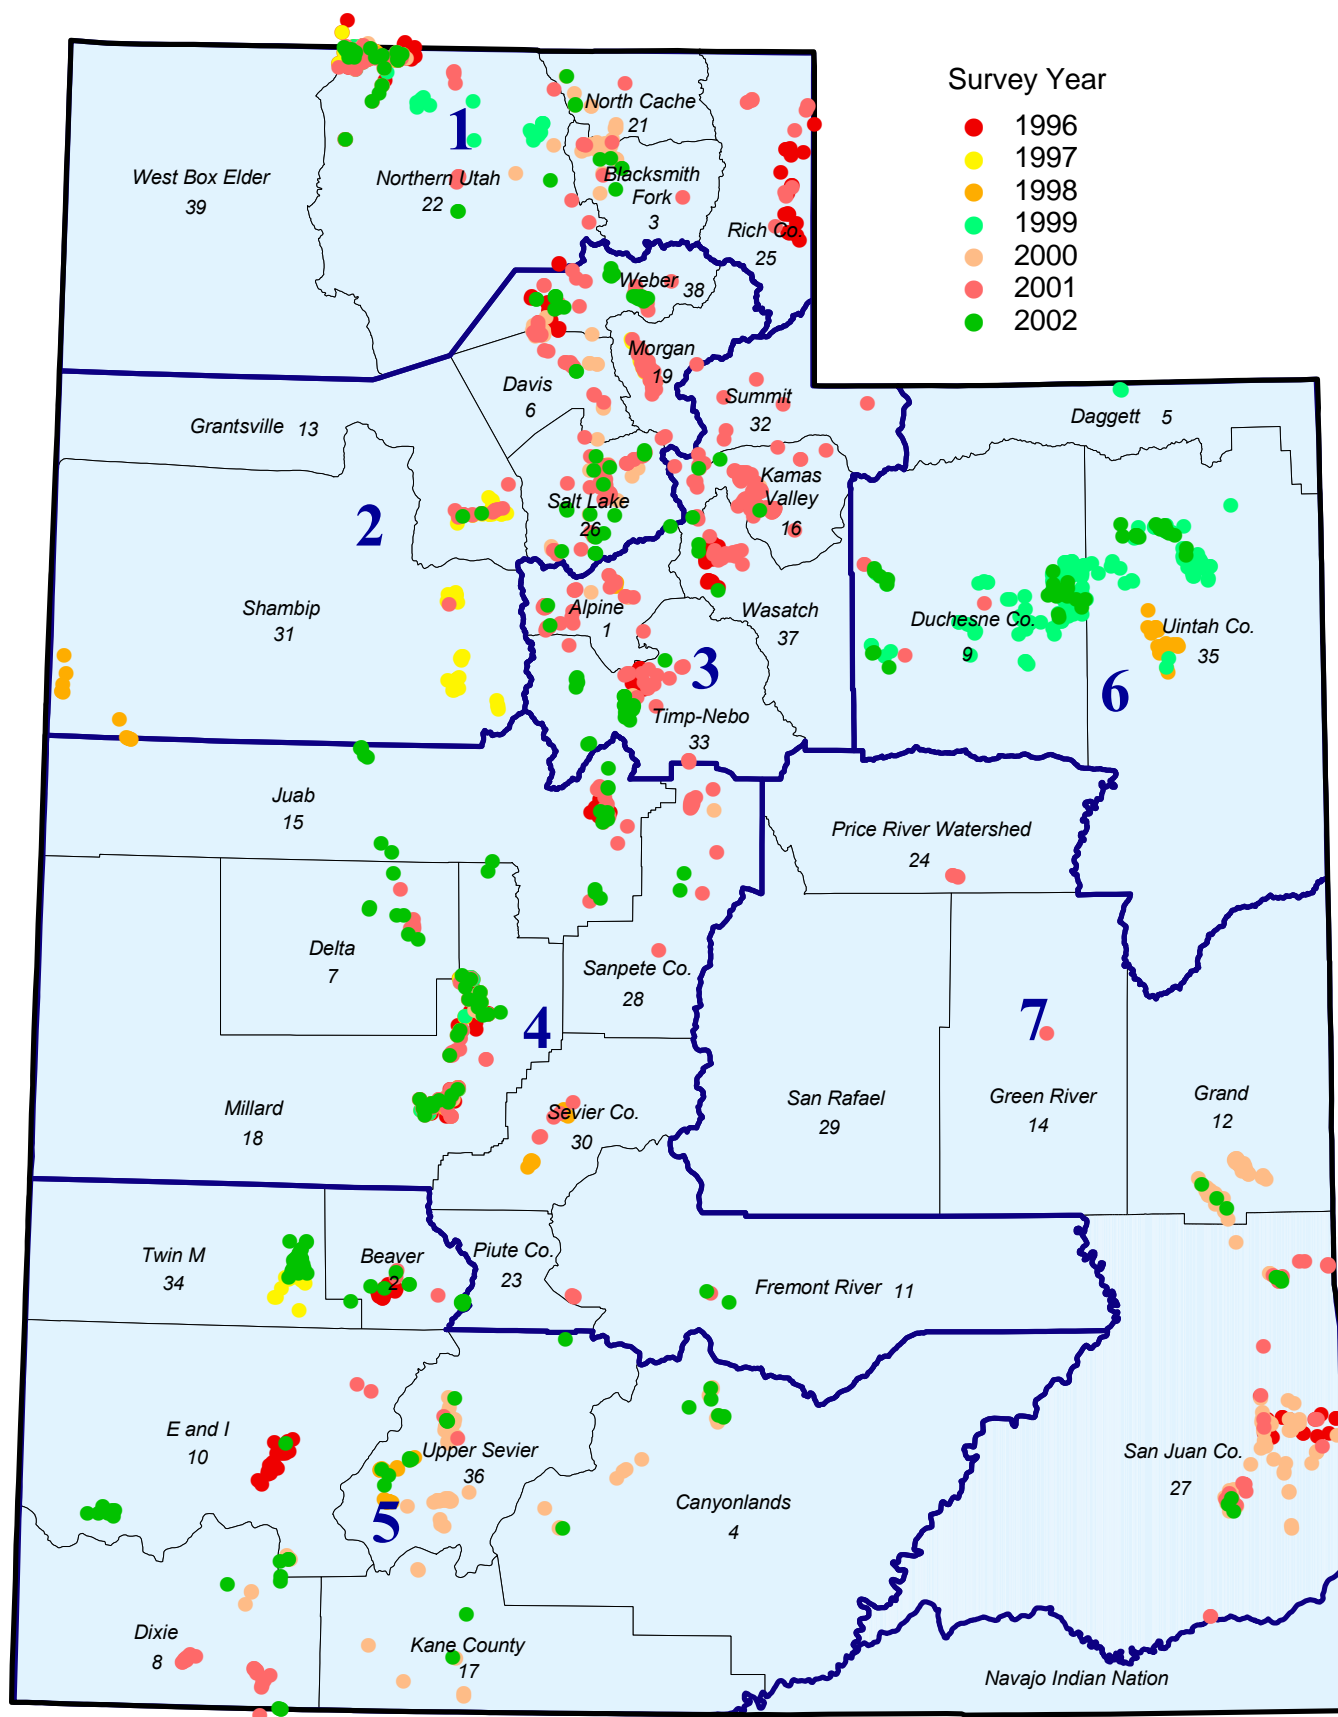 Survey Year
1996
1997
1998
1999
2000
2001
2002
North Cache
21
1
West Box Elder
39
Northern Utah
22
Blacksmith
Fork
3
Rich Co.
25
Weber 38
Morgan
19
Davis
6
Summit
32
Daggett 5
Grantsville 13
Kamas
Valley
16
Salt Lake
26
2
Shambip
31
Alpine
1
Wasatch
37
Duchesne Co.
9
Uintah Co.
35
3
6
Timp-Nebo
33
Juab
15
Price River Watershed
24
Delta
7
Sanpete Co.
28
4
7
Millard
18
Sevier Co.
30
San Rafael
29
Green River
14
Grand
12
Twin M
34
Beaver
2
Piute Co.
23
Fremont River 11
E and I
10
Upper Sevier
36
San Juan Co.
27
5
Canyonlands
4
Dixie
8
Kane County
17
Navajo Indian Nation